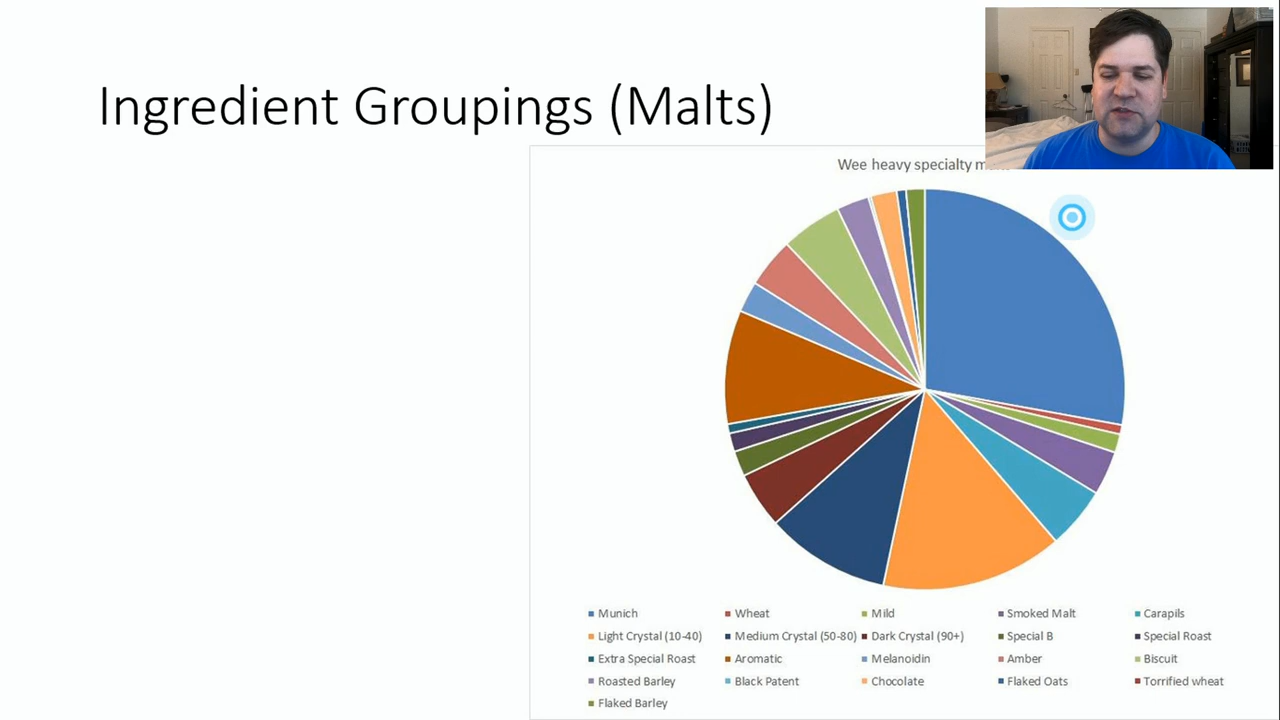 Ingredient Groupings (Malts)
Wee heavy specialty
Munich Wheat Mild Smoked Malt Carapils
Light Crystal (10-40) Medium Crystal (50-80) Dark Crystal (90+) Special B Special Roast
Extra Special Roast Aromatic Melanoidin Amber Biscuit
Roasted Barley Black Patent Chocolate Flaked Oats Torrified wheat
Flaked Barley